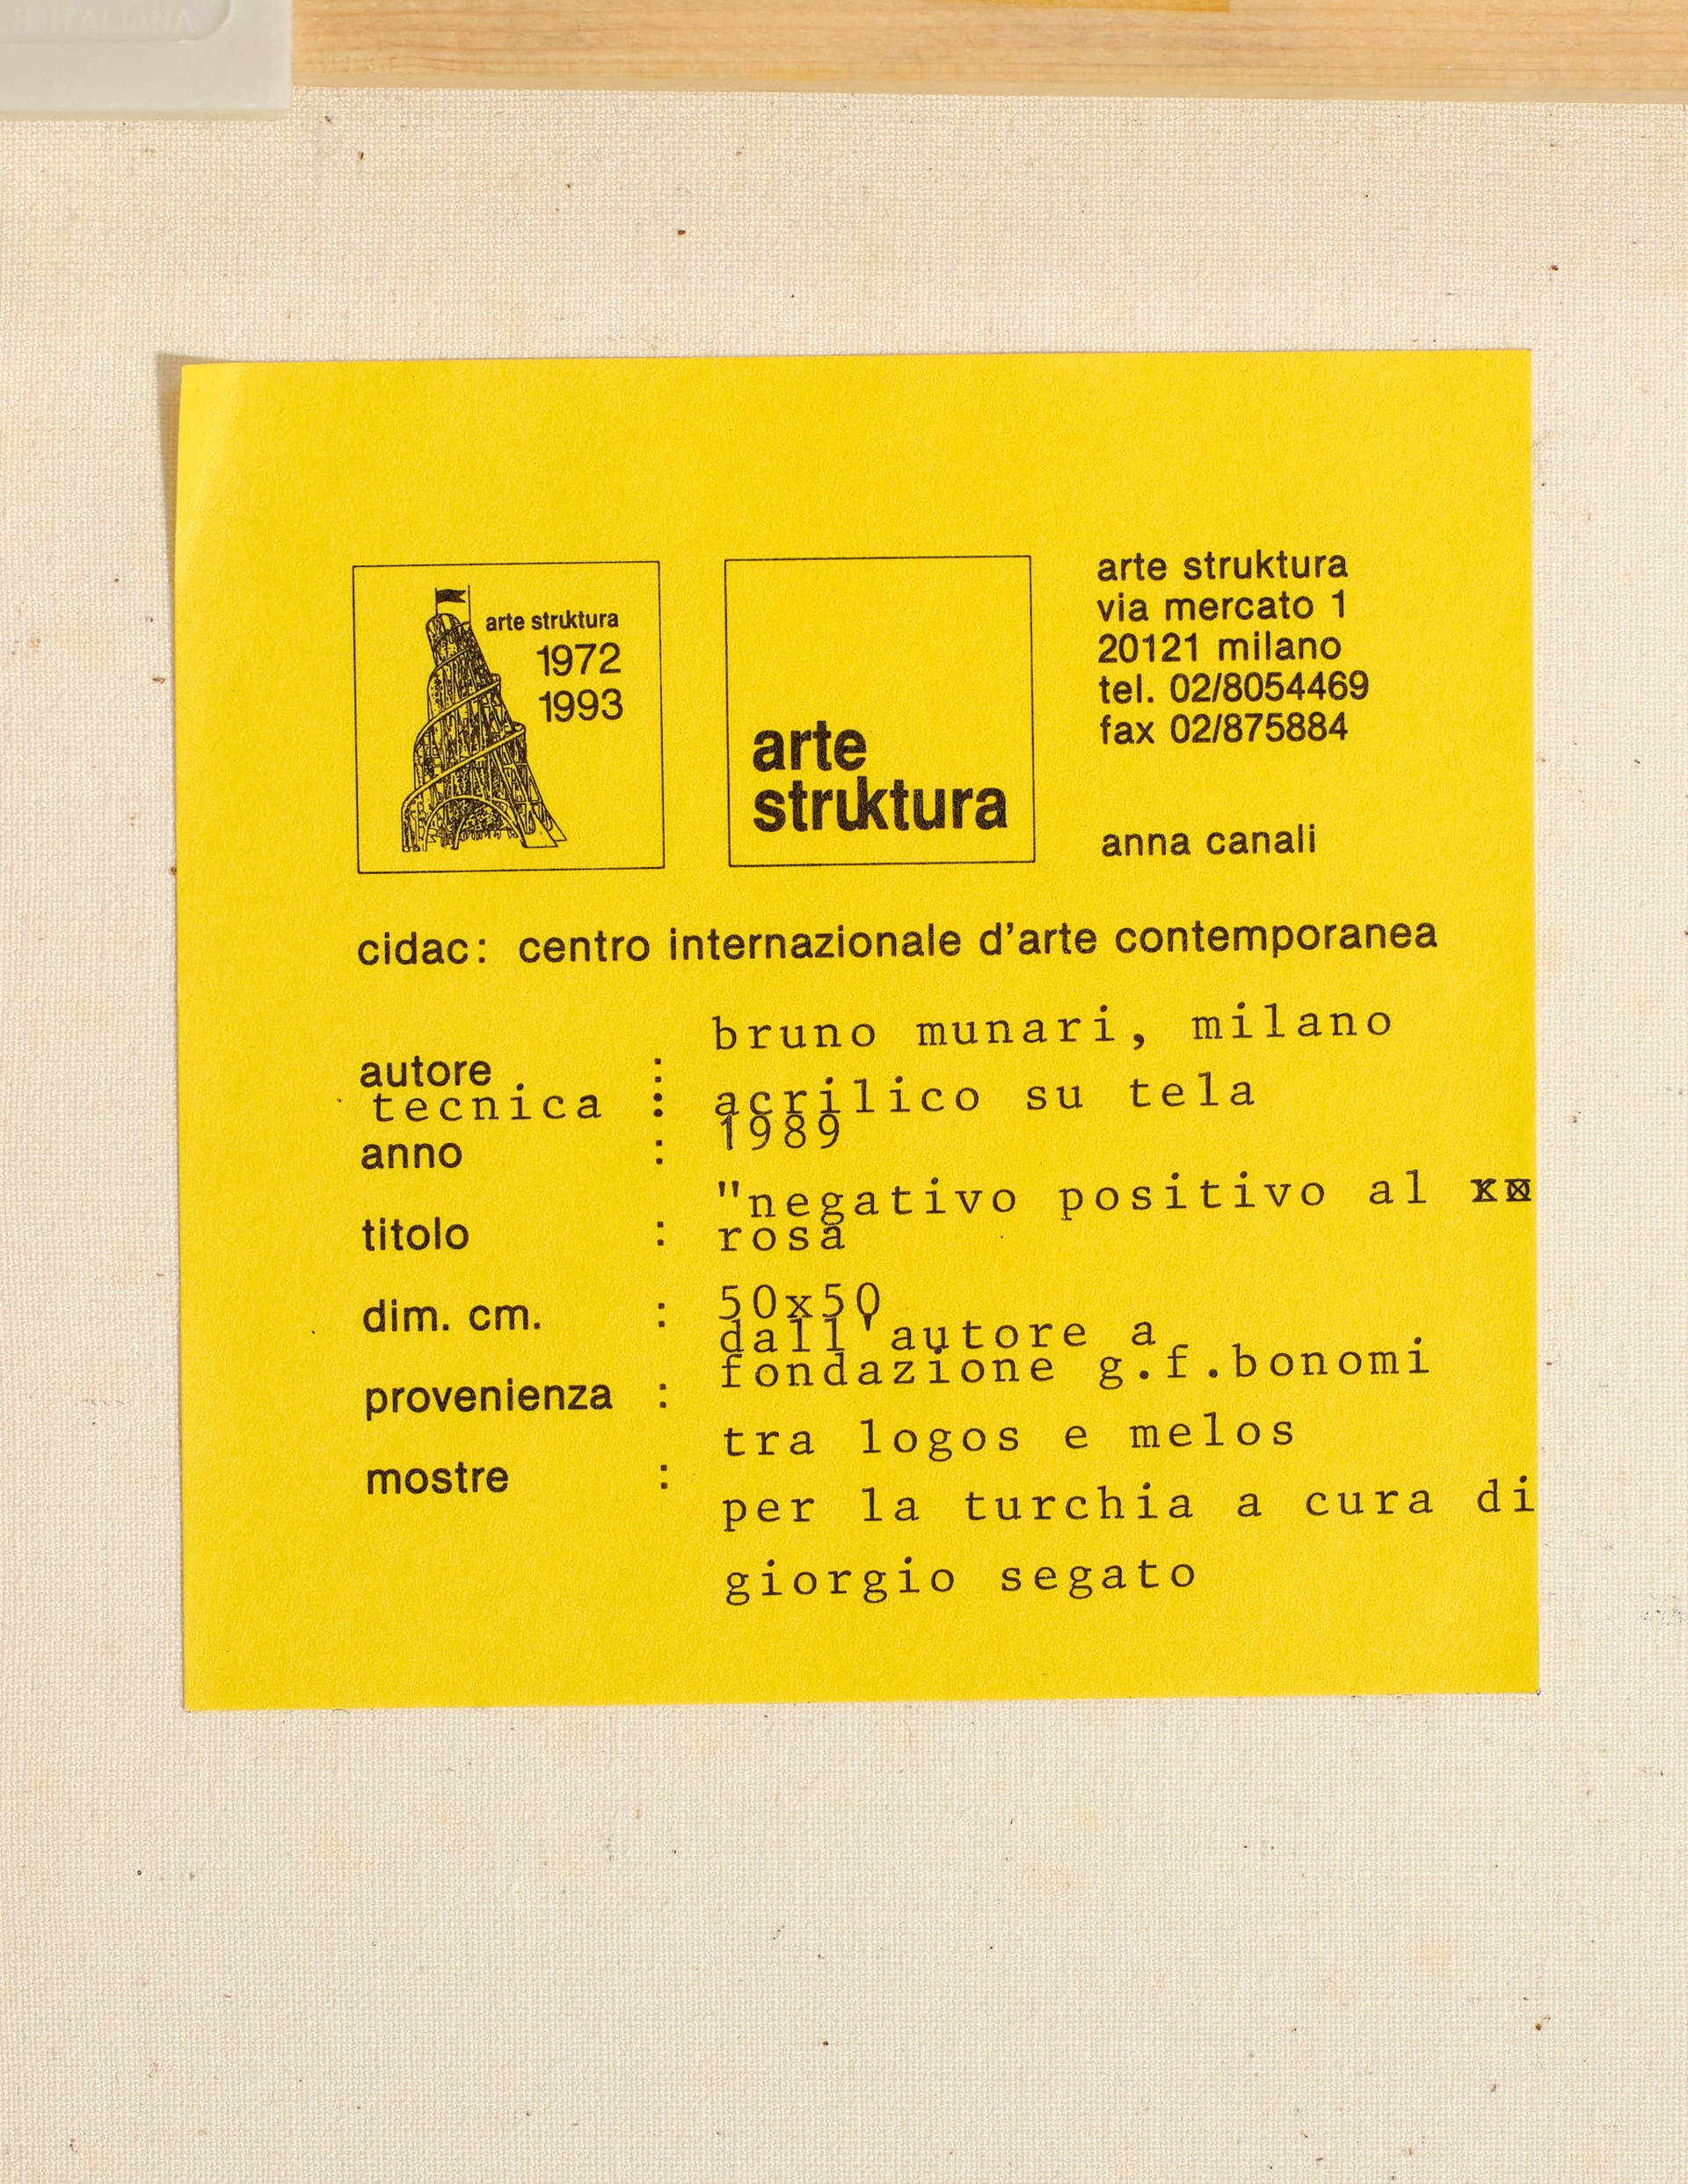 ITALIANA
arte struktura
1972
1993
arte
struktura
arte struktura
via mercato 1
20121 milano
tel. 02/8054469
fax 02/875884
anna canali
cidac: centro internazionale d'arte contemporanea
bruno munari, milano
autore :
tecnica : acrilico su tela
anno : 1989
"negativo positivo al
titolo : rosa
dim. cm. : 50x50
dall'autore a
fondazione g.f.bonomi
provenienza :
tra logos e melos
mostre :
per la turchia a cura di
giorgio segato